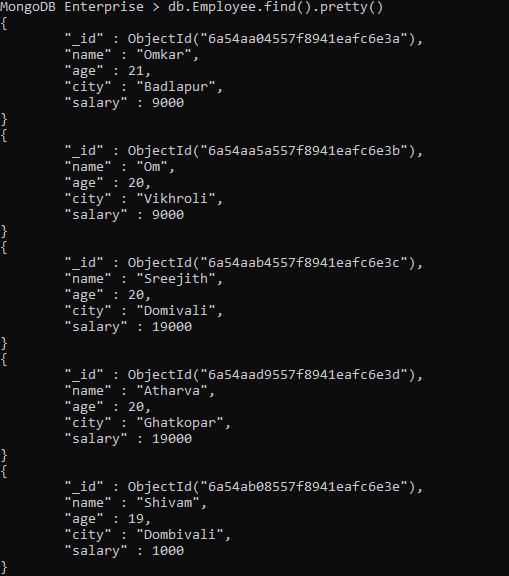 MongoDB Enterprise > db.Employee.find().pretty()
{
        "_id" : ObjectId("6a54aa04557f8941eafc6e3a"),
        "name" : "Omkar",
        "age" : 21,
        "city" : "Badlapur",
        "salary" : 9000
}
{
        "_id" : ObjectId("6a54aa5a557f8941eafc6e3b"),
        "name" : "Om",
        "age" : 20,
        "city" : "Vikhroli",
        "salary" : 9000
}
{
        "_id" : ObjectId("6a54aab4557f8941eafc6e3c"),
        "name" : "Sreejith",
        "age" : 20,
        "city" : "Domivali",
        "salary" : 19000
}
{
        "_id" : ObjectId("6a54aad9557f8941eafc6e3d"),
        "name" : "Atharva",
        "age" : 20,
        "city" : "Ghatkopar",
        "salary" : 19000
}
{
        "_id" : ObjectId("6a54ab08557f8941eafc6e3e"),
        "name" : "Shivam",
        "age" : 19,
        "city" : "Dombivali",
        "salary" : 1000
}